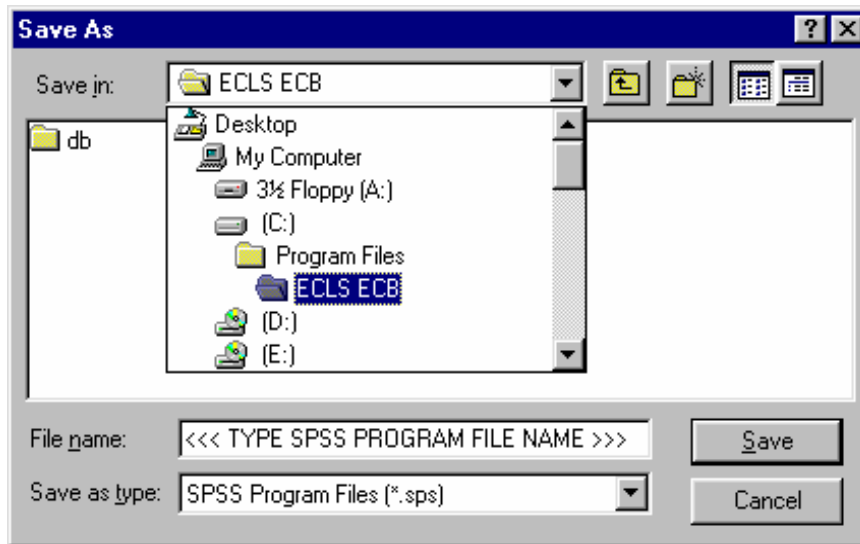 Save As
Save in: ECLS ECB
db
Desktop
My Computer
3½ Floppy (A:)
(C:)
Program Files
ECLS ECB
(D:)
(E:)
File name: <<< TYPE SPSS PROGRAM FILE NAME >>> Save
Save as type: SPSS Program Files (*.sps) Cancel